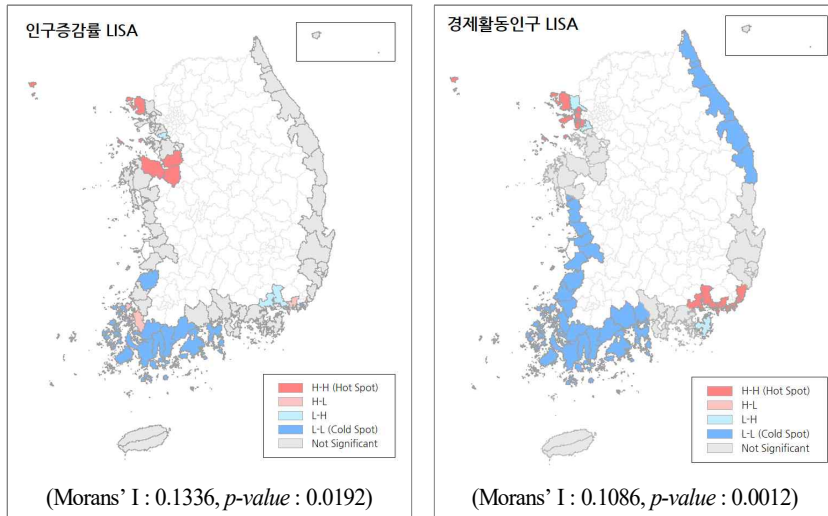 인구증감률 LISA
H-H (Hot Spot)
H-L
L-H
L-L (Cold Spot)
Not Significant
(Morans’ I : 0.1336, p-value : 0.0192)
경제활동인구 LISA
H-H (Hot Spot)
H-L
L-H
L-L (Cold Spot)
Not Significant
(Morans’ I : 0.1086, p-value : 0.0012)